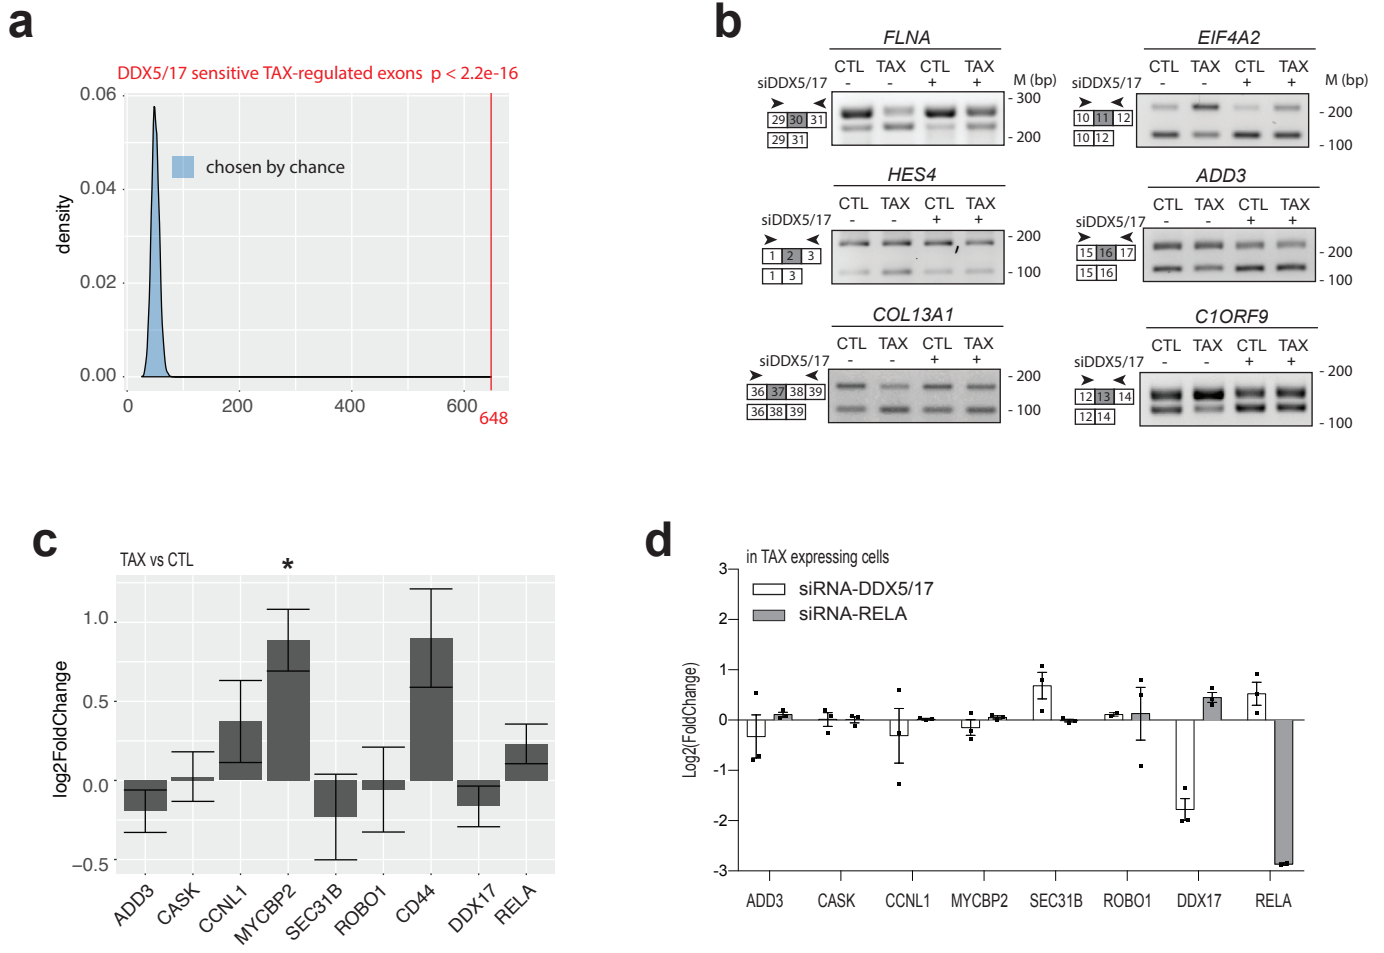 a
DDX5/17 sensitive TAX-regulated exons p < 2.2e-16
0.06
0.04
0.02
0.00
density
chosen by chance
0 200 400 600
648
b
FLNA
CTL TAX CTL TAX
siDDX5/17 - - + + M (bp)
29 30 31
29 31
- 300
- 200
EIF4A2
CTL TAX CTL TAX
siDDX5/17 - - + + M (bp)
10 11 12
10 12
- 200
- 100
HES4
CTL TAX CTL TAX
siDDX5/17 - - + +
1 2 3
1 3
- 200
- 100
ADD3
CTL TAX CTL TAX
siDDX5/17 - - + +
15 16 17
15 16
- 200
- 100
COL13A1
CTL TAX CTL TAX
siDDX5/17 - - + +
36 37 38 39
36 38 39
- 200
- 100
C1ORF9
CTL TAX CTL TAX
siDDX5/17 - - + +
12 13 14
12 14
- 200
- 100
c
TAX vs CTL
*
log2FoldChange
1.0
0.5
0.0
−0.5
ADD3 CASK CCNL1 MYCBP2 SEC31B ROBO1 CD44 DDX17 RELA
d
in TAX expressing cells
siRNA-DDX5/17
siRNA-RELA
Log2(FoldChange)
3
2
1
0
-1
-2
-3
ADD3 CASK CCNL1 MYCBP2 SEC31B ROBO1 DDX17 RELA